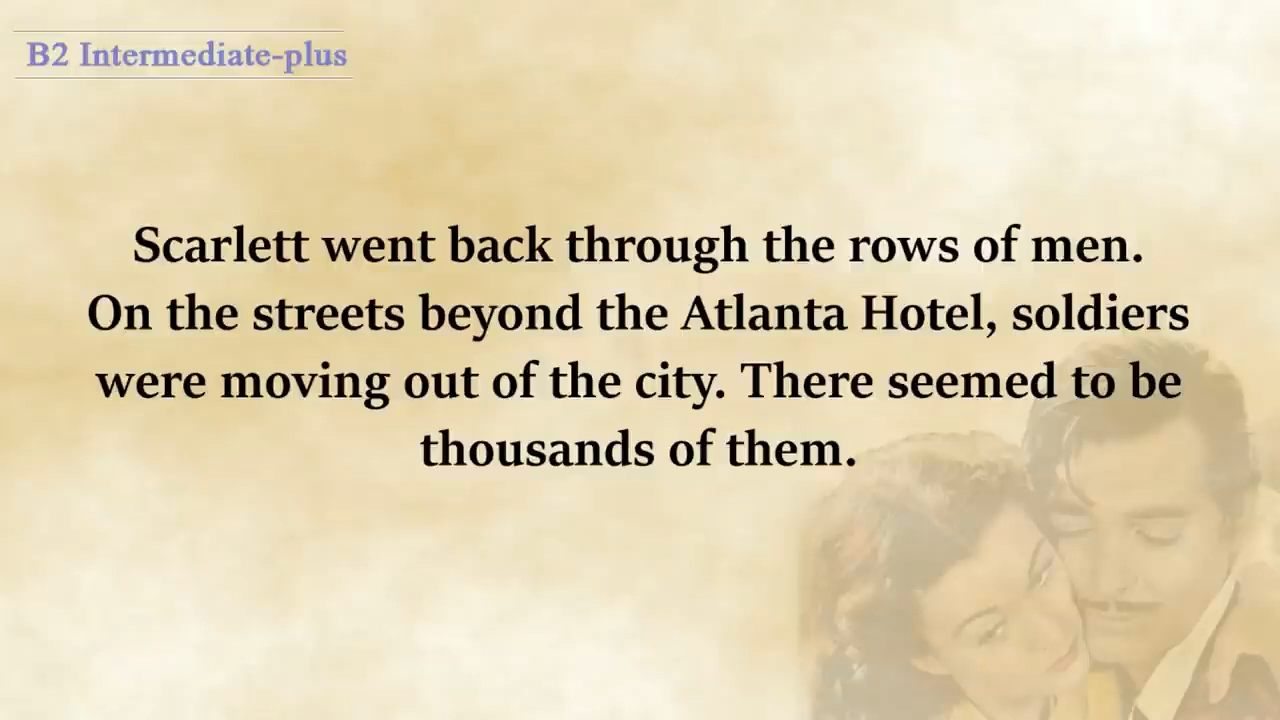 B2 Intermediate-plus
Scarlett went back through the rows of men.
On the streets beyond the Atlanta Hotel, soldiers
were moving out of the city. There seemed to be
thousands of them.